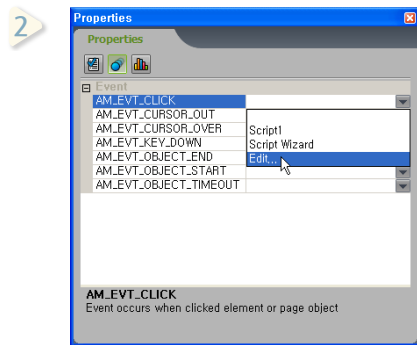 2
Properties
Properties
Event
AM_EVT_CLICK
AM_EVT_CURSOR_OUT
AM_EVT_CURSOR_OVER
Script1
AM_EVT_KEY_DOWN
Script Wizard
AM_EVT_OBJECT_END
Edit...
AM_EVT_OBJECT_START
AM_EVT_OBJECT_TIMEOUT
AM_EVT_CLICK
Event occurs when clicked element or page object